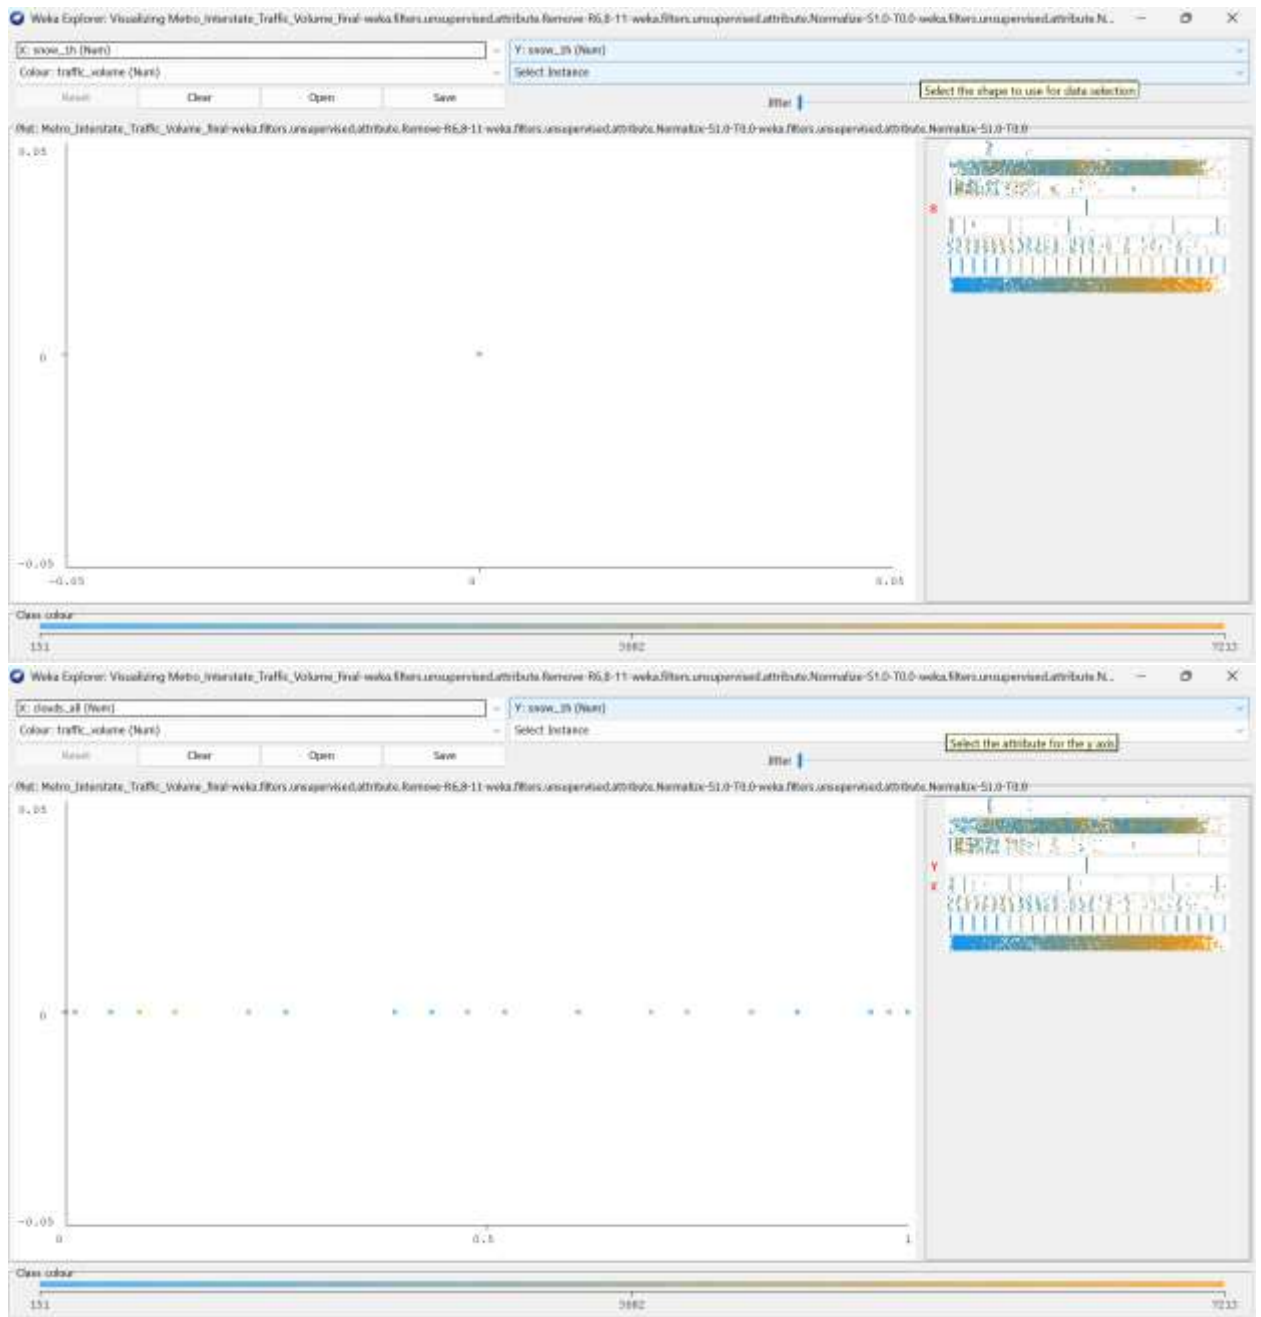 Weka Explorer: Visualizing Metro_Interstate_Traffic_Volume_final-weka.filters.unsupervised.attribute.Remove-R6,8-11-weka.filters.unsupervised.attribute.Normalize-S1.0-T0.0-weka.filters.unsupervised.attribute.N...
X: snow_1h (Num)
Y: snow_1h (Num)
Colour: traffic_volume (Num)
Select Instance
Reset
Clear
Open
Save
Jitter
Select the shape to use for data selection
Plot: Metro_Interstate_Traffic_Volume_final-weka.filters.unsupervised.attribute.Remove-R6,8-11-weka.filters.unsupervised.attribute.Normalize-S1.0-T0.0-weka.filters.unsupervised.attribute.Normalize-S1.0-T0.0
0.05
B
0
-0.05
-0.05
0
0.05
Class colour
151
3682
7213
Weka Explorer: Visualizing Metro_Interstate_Traffic_Volume_final-weka.filters.unsupervised.attribute.Remove-R6,8-11-weka.filters.unsupervised.attribute.Normalize-S1.0-T0.0-weka.filters.unsupervised.attribute.N...
X: clouds_all (Num)
Y: snow_1h (Num)
Colour: traffic_volume (Num)
Select Instance
Reset
Clear
Open
Save
Jitter
Select the attribute for the y axis
Plot: Metro_Interstate_Traffic_Volume_final-weka.filters.unsupervised.attribute.Remove-R6,8-11-weka.filters.unsupervised.attribute.Normalize-S1.0-T0.0-weka.filters.unsupervised.attribute.Normalize-S1.0-T0.0
0.05
Y
X
0
-0.05
0
0.5
1
Class colour
151
3682
7213